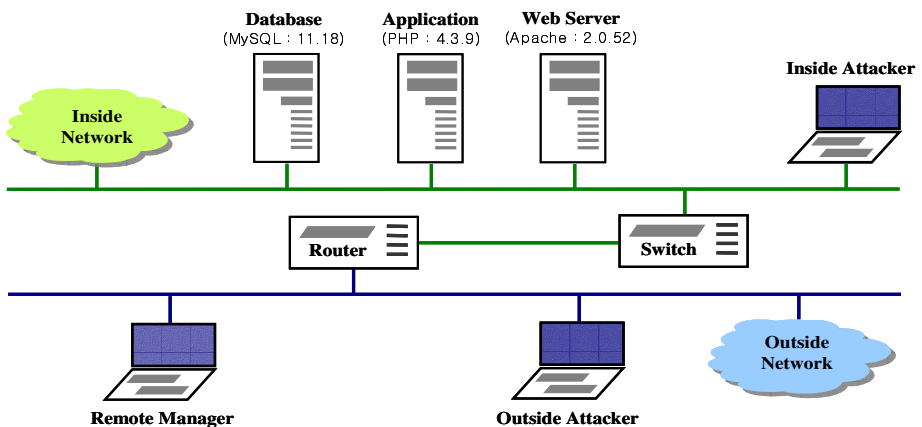 Database
(MySQL : 11.18)
Application
(PHP : 4.3.9)
Web Server
(Apache : 2.0.52)
Inside Attacker
Inside
Network
Router
Switch
Remote Manager
Outside Attacker
Outside
Network